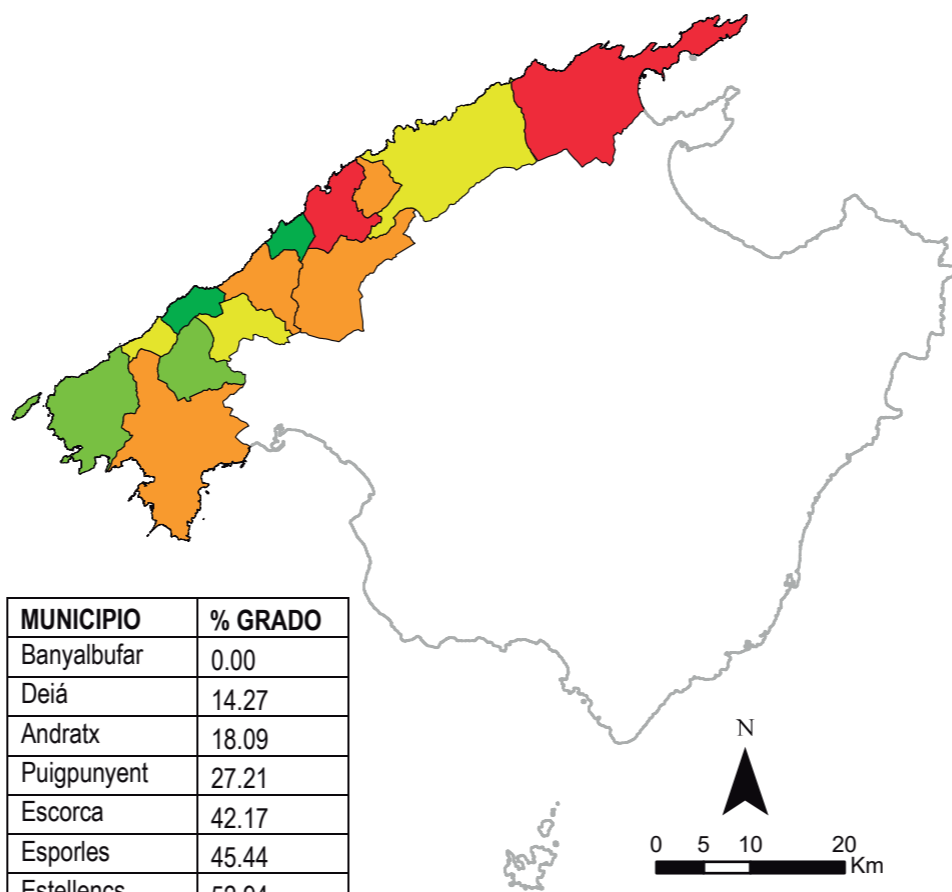 MUNICIPIO % GRADO
Banyalbufar 0.00
Deiá 14.27
Andratx 18.09
Puigpunyent 27.21
Escorca 42.17
Esporles 45.44
Estellencs
N
0 5 10 20
Km